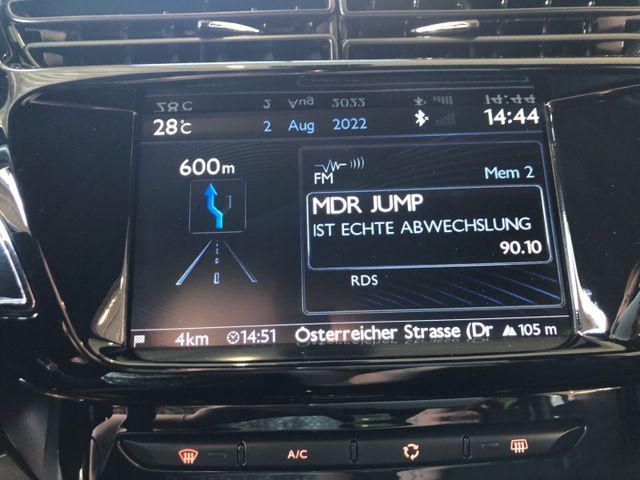 28°C 2 Aug 2022 14:44
600m
FM Mem 2
MDR JUMP
IST ECHTE ABWECHSLUNG
90.10
RDS
4km 14:51 Österreicher Strasse (Dr 105 m
A/C